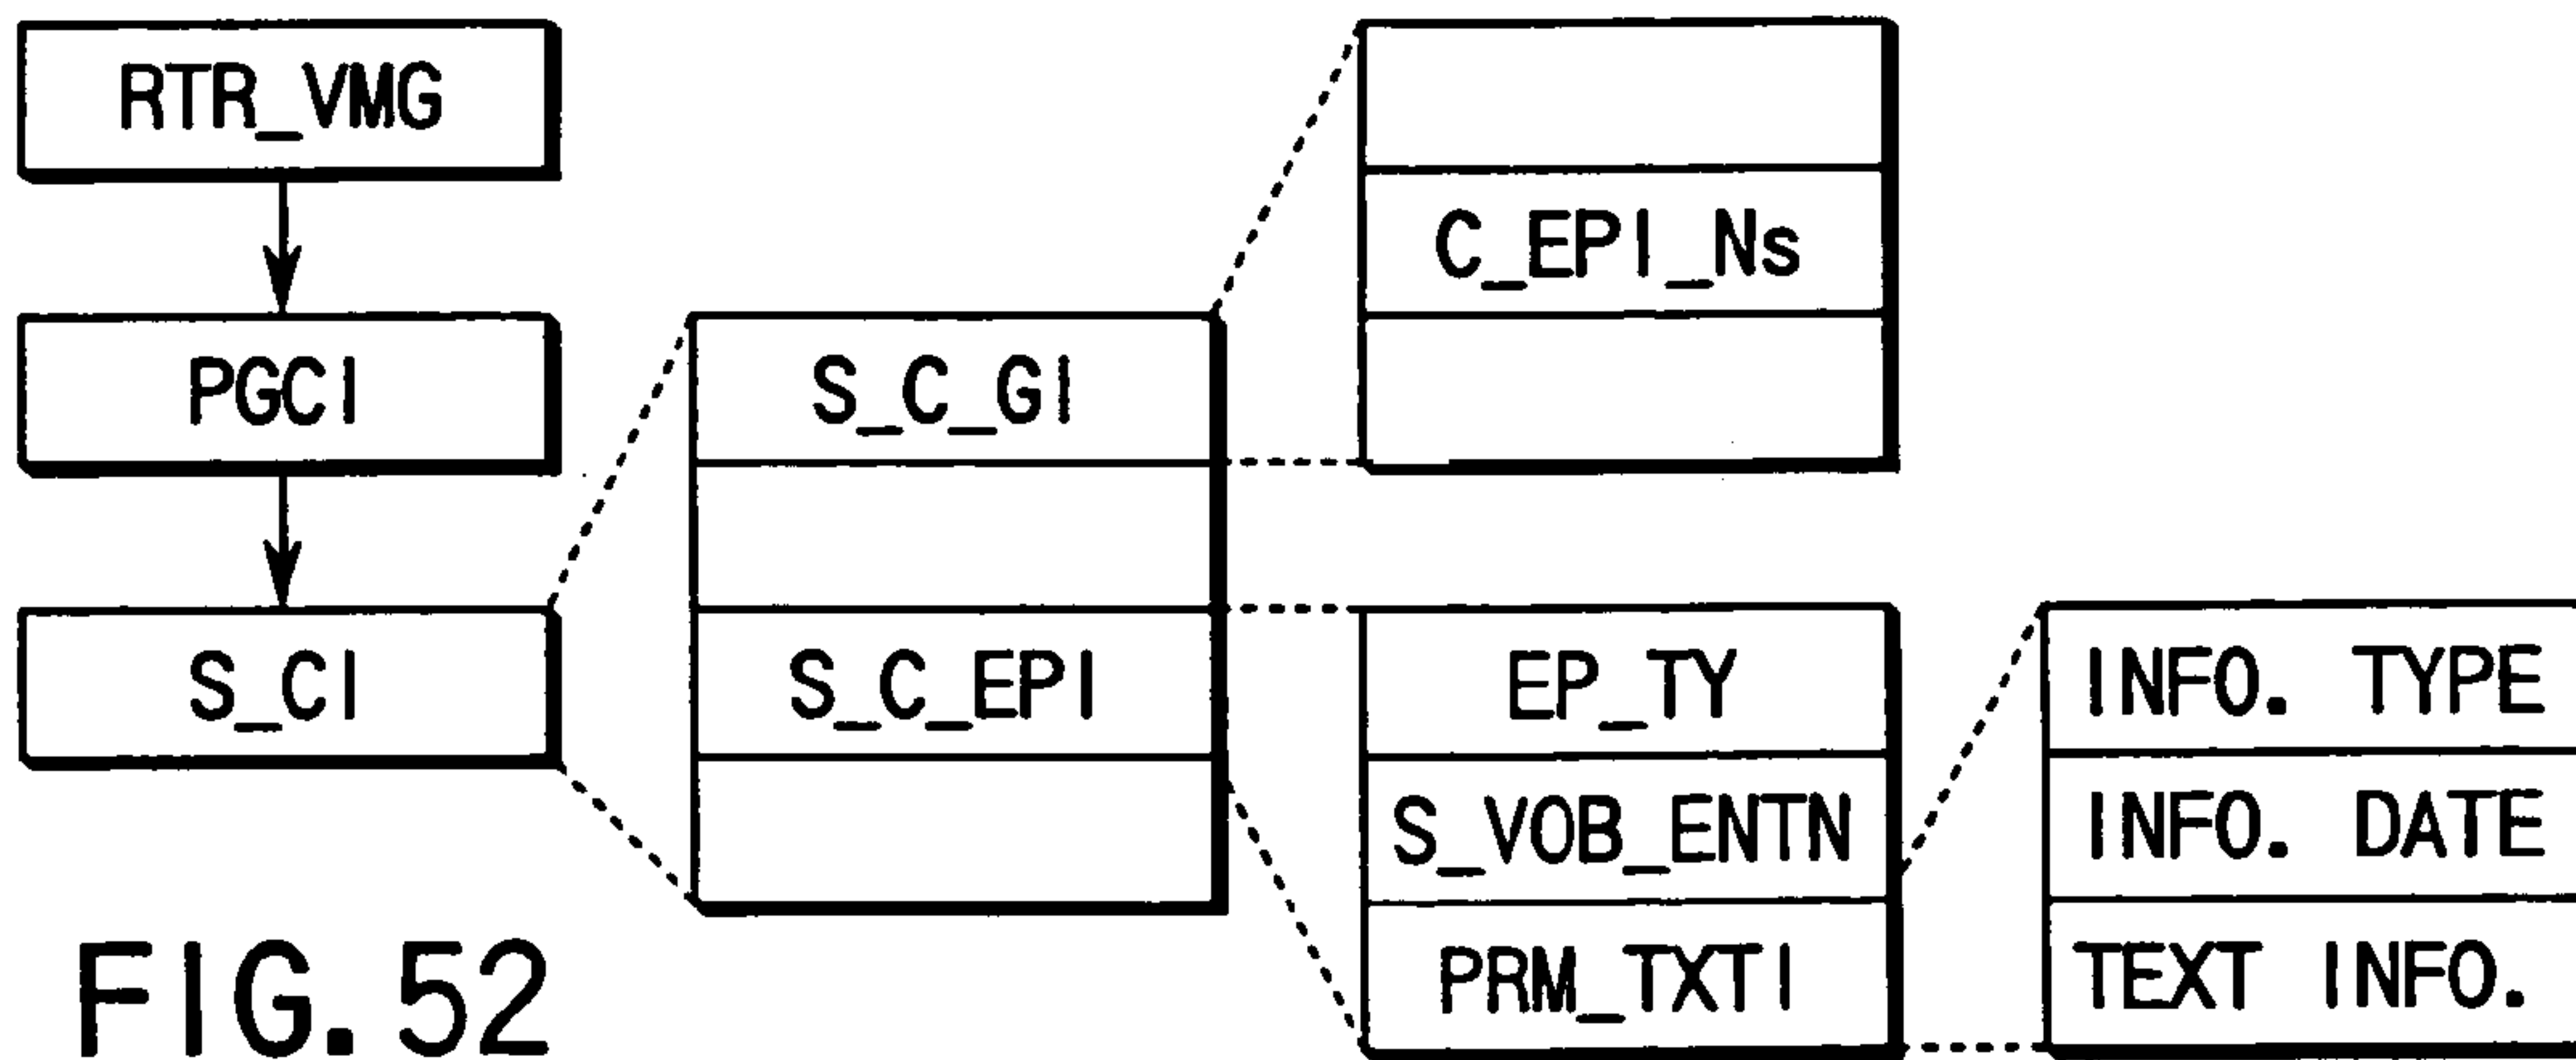 RTR_VMG
PGCI
S_CI
S_C_GI
S_C_EPI
C_EPI_Ns
EP_TY
S_VOB_ENTN
PRM_TXTI
INFO. TYPE
INFO. DATE
TEXT INFO.
FIG. 52